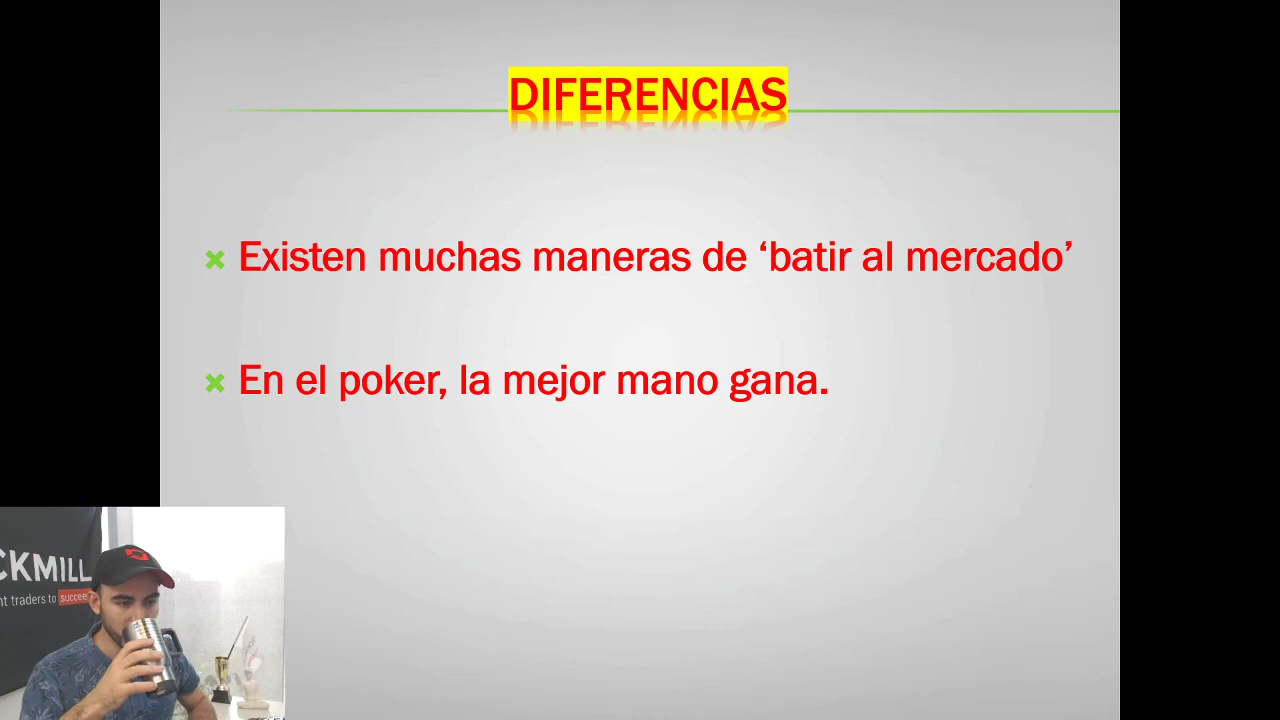 DIFERENCIAS
Existen muchas maneras de ‘batir al mercado’
En el poker, la mejor mano gana.
CKMILL
nt traders to succee